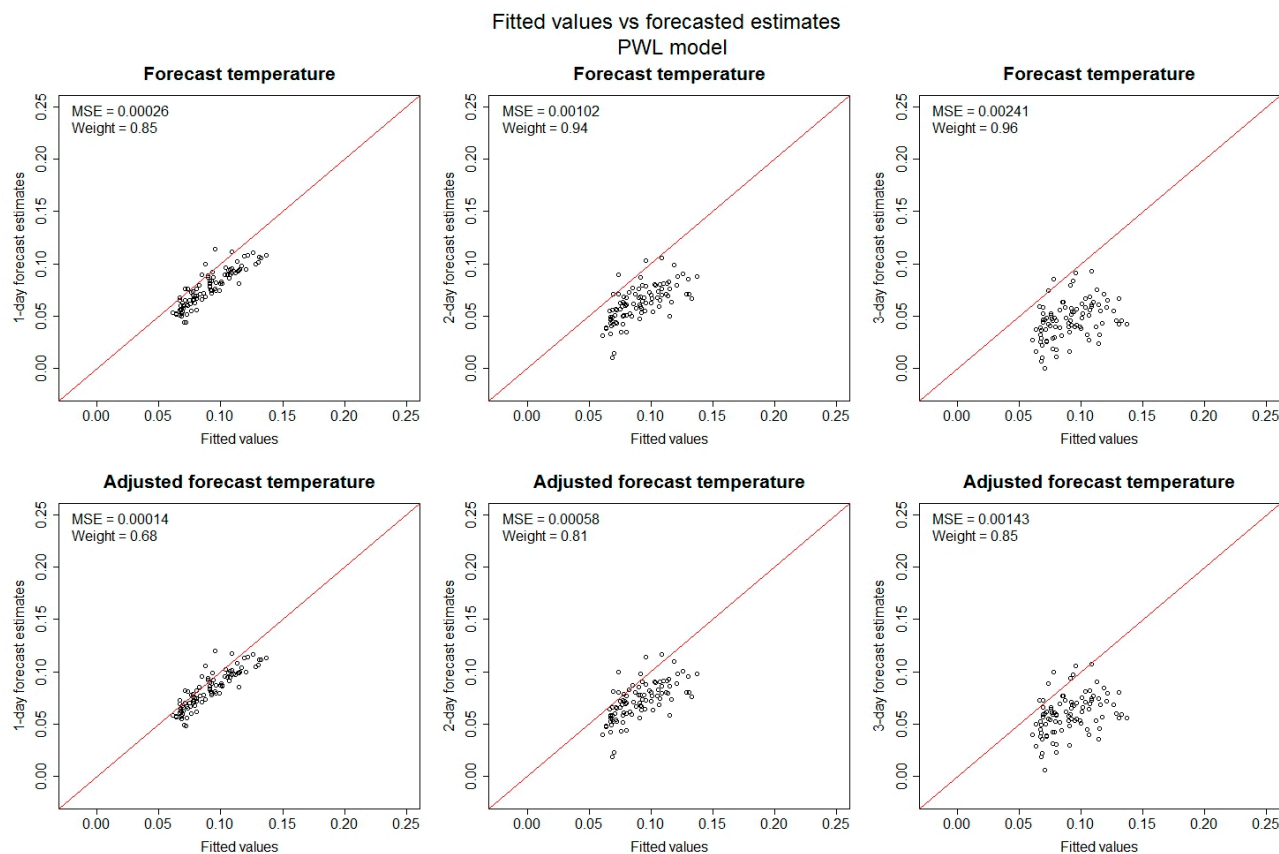 Fitted values vs forecasted estimates
PWL model
Forecast temperature
MSE = 0.00026
Weight = 0.85
1-day forecast estimates
0.00 0.05 0.10 0.15 0.20 0.25
0.00 0.05 0.10 0.15 0.20 0.25
Fitted values
Forecast temperature
MSE = 0.00102
Weight = 0.94
2-day forecast estimates
0.00 0.05 0.10 0.15 0.20 0.25
0.00 0.05 0.10 0.15 0.20 0.25
Fitted values
Forecast temperature
MSE = 0.00241
Weight = 0.96
3-day forecast estimates
0.00 0.05 0.10 0.15 0.20 0.25
0.00 0.05 0.10 0.15 0.20 0.25
Fitted values
Adjusted forecast temperature
MSE = 0.00014
Weight = 0.68
1-day forecast estimates
0.00 0.05 0.10 0.15 0.20 0.25
0.00 0.05 0.10 0.15 0.20 0.25
Fitted values
Adjusted forecast temperature
MSE = 0.00058
Weight = 0.81
2-day forecast estimates
0.00 0.05 0.10 0.15 0.20 0.25
0.00 0.05 0.10 0.15 0.20 0.25
Fitted values
Adjusted forecast temperature
MSE = 0.00143
Weight = 0.85
3-day forecast estimates
0.00 0.05 0.10 0.15 0.20 0.25
0.00 0.05 0.10 0.15 0.20 0.25
Fitted values